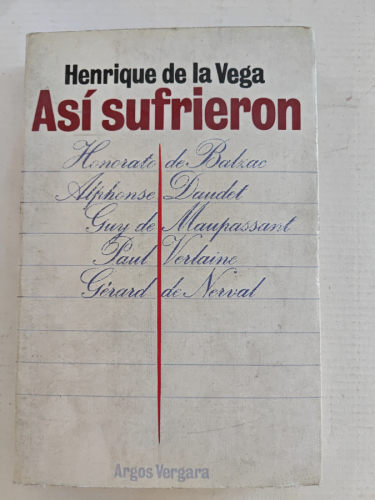 Henrique de la Vega
Así sufrieron
Honorato de Balzac
Alphonse Daudet
Guy de Maupassant
Paul Verlaine
Gérard de Nerval
Argos Vergara